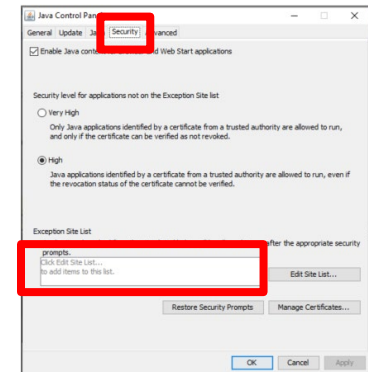 Java Control Pan
General Update Ja Security vanced
Enable Java conte nd Web Start applications
Security level for applications not on the Exception Site list
Very High
Only Java applications identified by a certificate from a trusted authority are allowed to run,
and only if the certificate can be verified as not revoked.
High
Java applications identified by a certificate from a trusted authority are allowed to run, even if
the revocation status of the certificate cannot be verified.
Exception Site List
after the appropriate security
prompts.
Click Edit Site List...
to add items to this list.
Edit Site List...
Restore Security Prompts Manage Certificates...
OK Cancel Apply